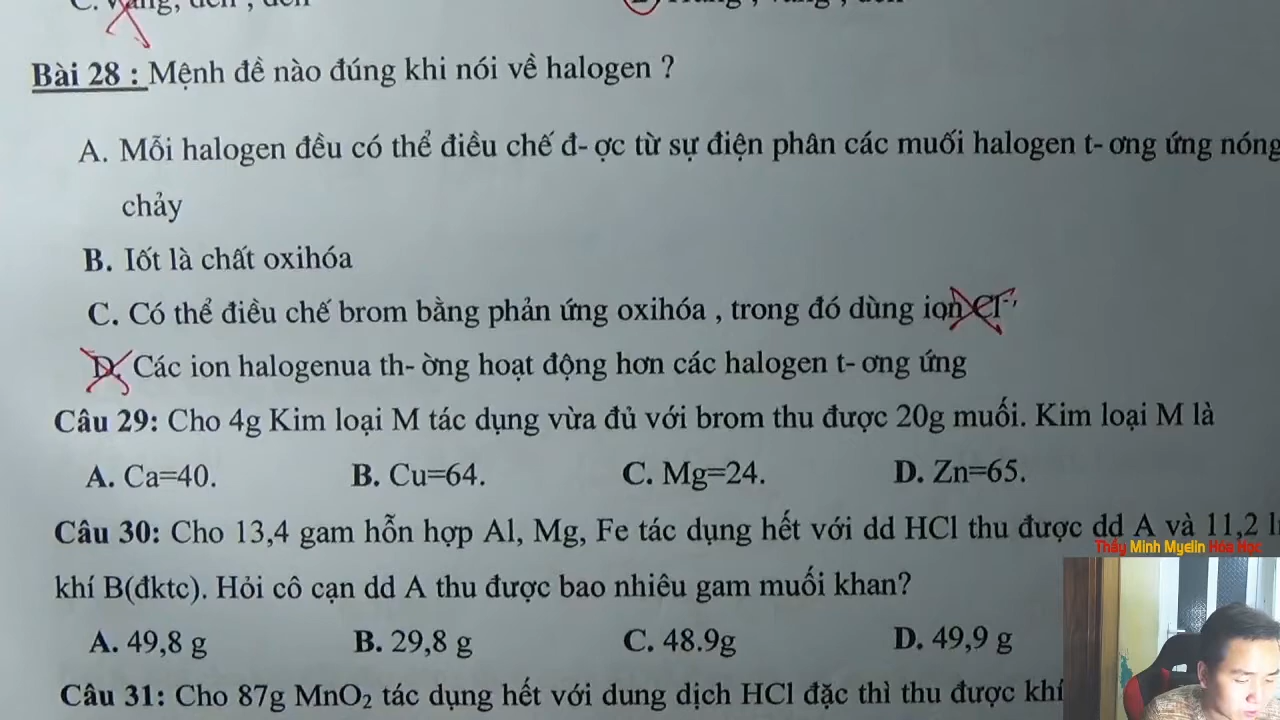 Bài 28 : Mệnh đề nào đúng khi nói về halogen ?
A. Mỗi halogen đều có thể điều chế đ- ợc từ sự điện phân các muối halogen t- ơng ứng nóng
chảy
B. Iốt là chất oxihóa
C. Có thể điều chế brom bằng phản ứng oxihóa , trong đó dùng ion Cl⁻
D. Các ion halogenua th- ờng hoạt động hơn các halogen t- ơng ứng
Câu 29: Cho 4g Kim loại M tác dụng vừa đủ với brom thu được 20g muối. Kim loại M là
A. Ca=40. B. Cu=64. C. Mg=24. D. Zn=65.
Câu 30: Cho 13,4 gam hỗn hợp Al, Mg, Fe tác dụng hết với dd HCl thu được dd A và 11,2
Thầy Minh Myelin Hóa Học
khí B(đktc). Hỏi cô cạn dd A thu được bao nhiêu gam muối khan?
A. 49,8 g B. 29,8 g C. 48.9g D. 49,9 g
Câu 31: Cho 87g MnO₂ tác dụng hết với dung dịch HCl đặc thì thu được khí